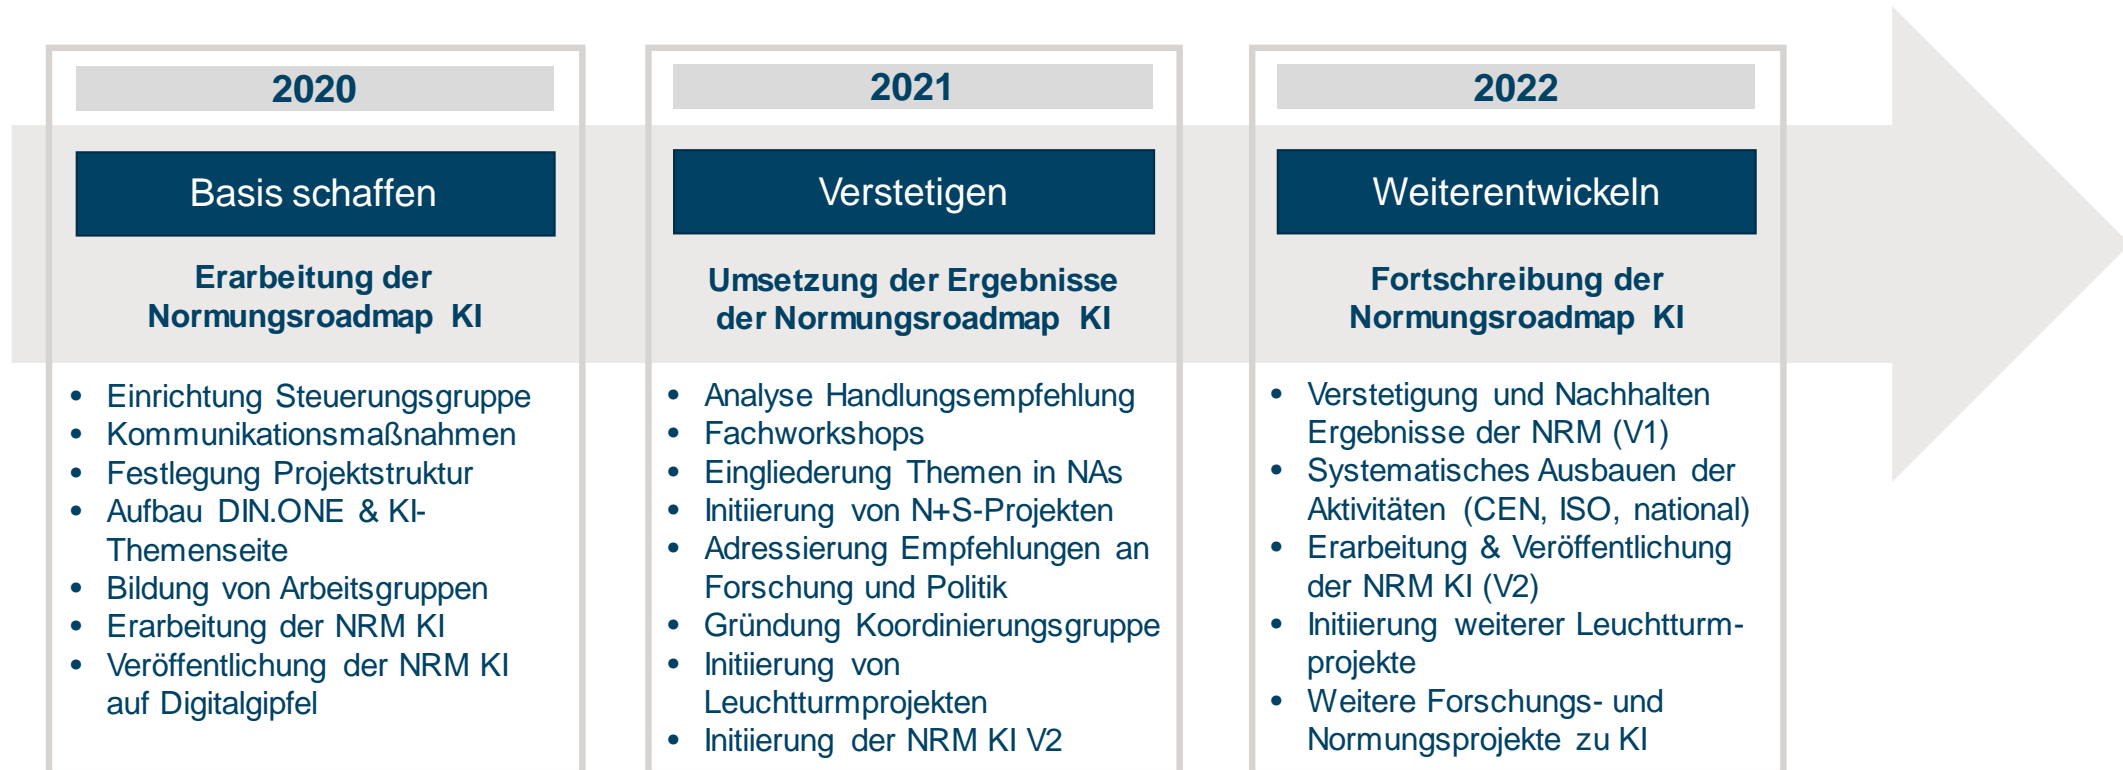 2020
Basis schaffen
Erarbeitung der
Normungsroadmap KI
• Einrichtung Steuerungsgruppe
• Kommunikationsmaßnahmen
• Festlegung Projektstruktur
• Aufbau DIN.ONE & KI-
Themenseite
• Bildung von Arbeitsgruppen
• Erarbeitung der NRM KI
• Veröffentlichung der NRM KI
auf Digitalgipfel
2021
Verstetigen
Umsetzung der Ergebnisse
der Normungsroadmap KI
• Analyse Handlungsempfehlung
• Fachworkshops
• Eingliederung Themen in NAs
• Initiierung von N+S-Projekten
• Adressierung Empfehlungen an
Forschung und Politik
• Gründung Koordinierungsgruppe
• Initiierung von
Leuchtturmprojekten
• Initiierung der NRM KI V2
2022
Weiterentwickeln
Fortschreibung der
Normungsroadmap KI
• Verstetigung und Nachhalten
Ergebnisse der NRM (V1)
• Systematisches Ausbauen der
Aktivitäten (CEN, ISO, national)
• Erarbeitung & Veröffentlichung
der NRM KI (V2)
• Initiierung weiterer Leuchtturm-
projekte
• Weitere Forschungs- und
Normungsprojekte zu KI